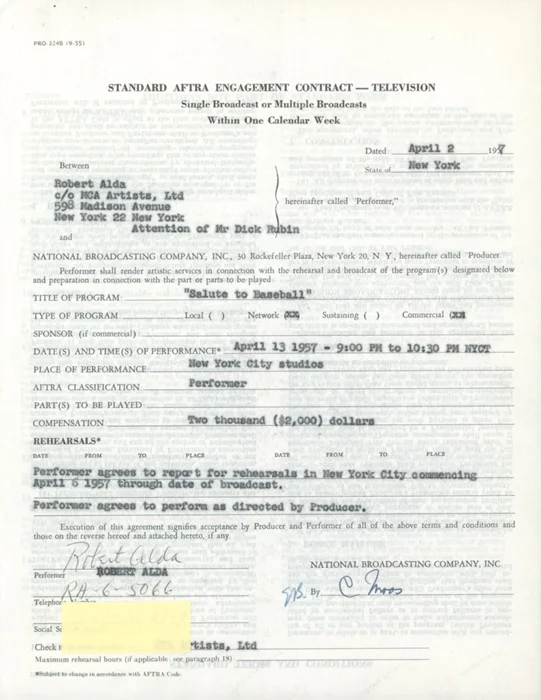 PRO-324B (9-55)
STANDARD AFTRA ENGAGEMENT CONTRACT — TELEVISION
Single Broadcast or Multiple Broadcasts
Within One Calendar Week
Dated April 2 197
Between
State of New York
Robert Alda
c/o MCA Artists, Ltd
598 Madison Avenue
New York 22 New York
Attention of Mr Dick Rubin
hereinafter called "Performer,"
and
NATIONAL BROADCASTING COMPANY, INC, 30 Rockefeller Plaza, New York 20, N Y, hereinafter called "Producer"
Performer shall render artistic services in connection with the rehearsal and broadcast of the program(s) designated below
and preparation in connection with the part or parts to be played
TITLE OF PROGRAM "Salute to Baseball"
TYPE OF PROGRAM Local ( ) Network (XX) Sustaining ( ) Commercial (XX)
SPONSOR (if commercial)
DATE(S) AND TIME(S) OF PERFORMANCE* April 13 1957 - 9:00 PM to 10:30 PM NYCT
PLACE OF PERFORMANCE New York City studios
AFTRA CLASSIFICATION Performer
PART(S) TO BE PLAYED
COMPENSATION Two thousand ($2,000) dollars
REHEARSALS*
DATE FROM TO PLACE DATE FROM TO PLACE
Performer agrees to report for rehearsals in New York City commencing
April 6 1957 through date of broadcast.
Performer agrees to perform as directed by Producer.
Execution of this agreement signifies acceptance by Producer and Performer of all of the above terms and conditions and
those on the reverse hereof and attached hereto, if any.
Robert Alda
Performer ROBERT ALDA
NATIONAL BROADCASTING COMPANY, INC
RA-6-5066
By
Telephon
Social Se
Check
tists, Ltd
Maximum rehearsal hours (if applicable, see paragraph 18)
*Subject to change in accordance with AFTRA Code